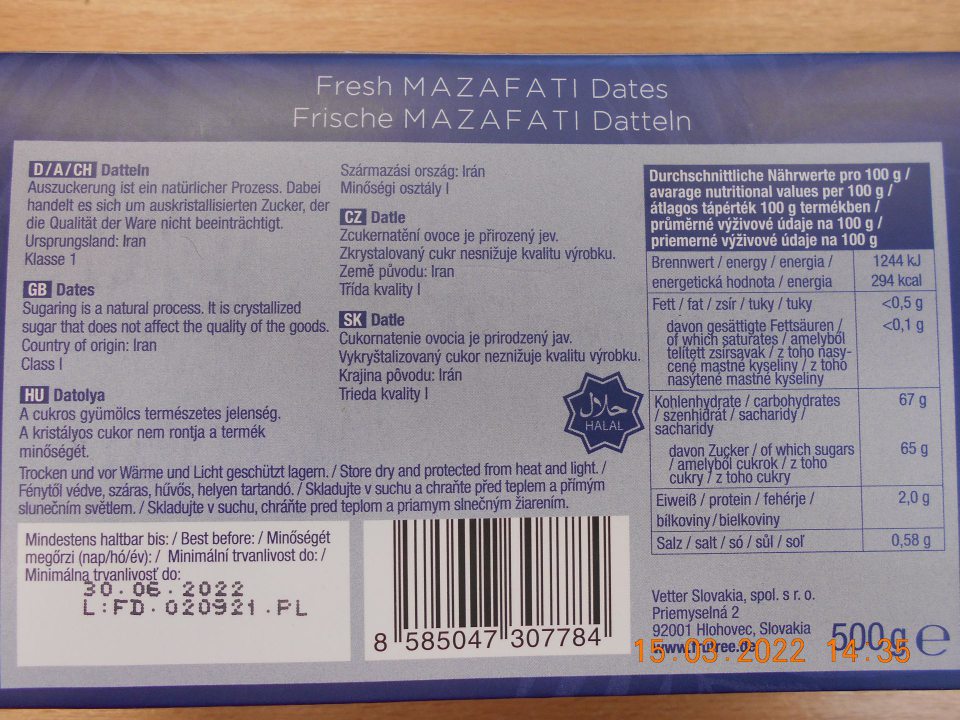 Fresh MAZAFATI Dates
Frische MAZAFATI Datteln
D/A/CH Datteln
Auszuckerung ist ein natürlicher Prozess. Dabei
handelt es sich um auskristallisierten Zucker, der
die Qualität der Ware nicht beeinträchtigt.
Ursprungsland: Iran
Klasse 1
GB Dates
Sugaring is a natural process. It is crystallized
sugar that does not affect the quality of the goods.
Country of origin: Iran
Class I
HU Datolya
A cukros gyümölcs természetes jelenség.
A kristályos cukor nem rontja a termék
minőségét.
Származási ország: Irán
Minőségi osztály I
CZ Datle
Zcukernatění ovoce je přirozený jev.
Zkrystalovaný cukr nesnižuje kvalitu výrobku.
Země původu: Iran
Třída kvality I
SK Datle
Cukornatenie ovocia je prirodzený jav.
Vykryštalizovaný cukor neznižuje kvalitu výrobku.
Krajina pôvodu: Irán
Trieda kvality I
حلال
HALAL
Trocken und vor Wärme und Licht geschützt lagern. / Store dry and protected from heat and light. /
Fénytől védve, száras, hűvős, helyen tartandó. / Skladujte v suchu a chraňte před teplem a přímým
slunečním světlem. / Skladujte v suchu, chráňte pred teplom a priamym slnečným žiarením.
Mindestens haltbar bis: / Best before: / Minőségét
megőrzi (nap/hó/év): / Minimální trvanlivost do: /
Minimálna trvanlivosť do:
30.06.2022
L:FD.020921.PL
8 585047 307784
Durchschnittliche Nährwerte pro 100 g /
avarage nutritional values per 100 g /
átlagos tápérték 100 g termékben /
průměrné výživové údaje na 100 g /
priemerné výživové údaje na 100 g
Brennwert / energy / energia / 1244 kJ
energetická hodnota / energia 294 kcal
Fett / fat / zsír / tuky / tuky <0,5 g
davon gesättigte Fettsäuren / <0,1 g
of which saturates / amelyből
telített zsírsavak / z toho nasy-
cené mastné kyseliny / z toho
nasýtené mastné kyseliny
Kohlenhydrate / carbohydrates 67 g
/ szénhidrát / sacharidy /
sacharidy
davon Zucker / of which sugars 65 g
/ amelyből cukrok / z toho
cukry / z toho cukry
Eiweiß / protein / fehérje / 2,0 g
bílkoviny / bielkoviny
Salz / salt / só / sůl / soľ 0,58 g
Vetter Slovakia, spol. s r. o.
Priemyselná 2
92001 Hlohovec, Slovakia
www.frutree.de
500g e
15.03.2022 14:35